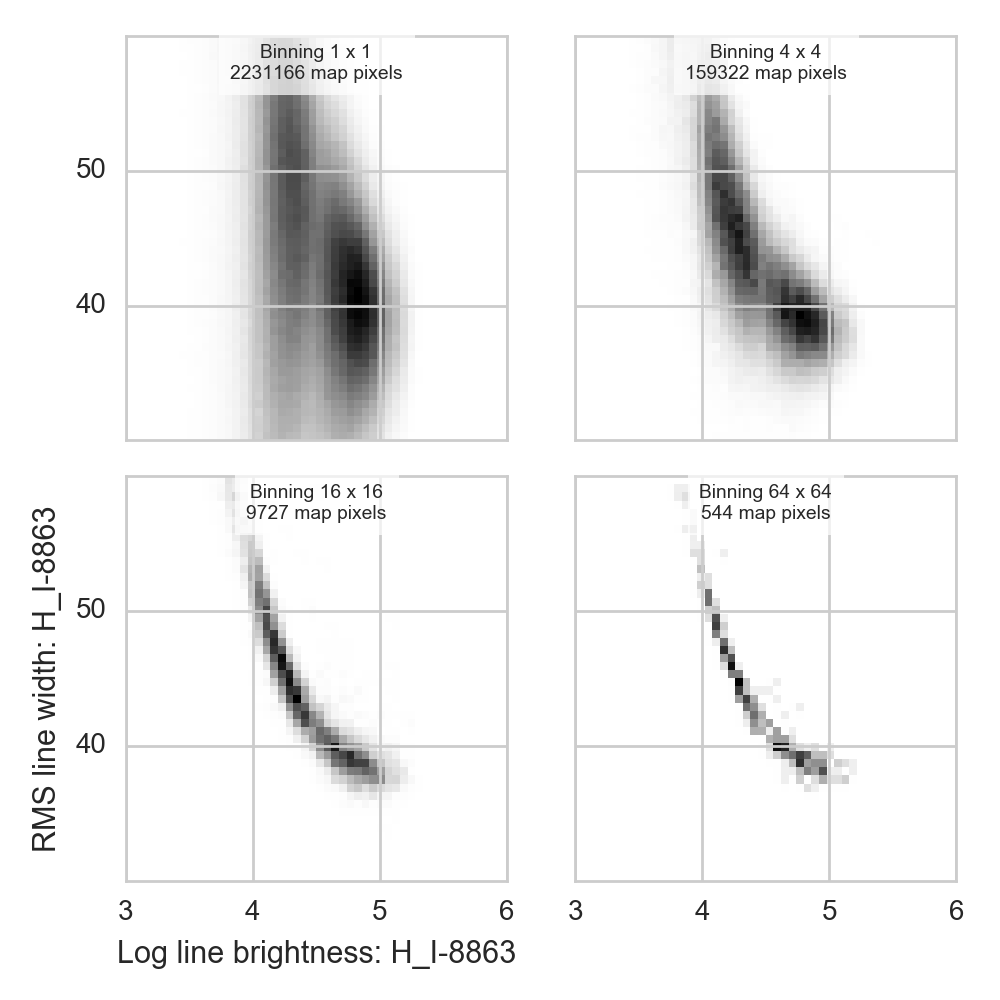 Binning 1 x 1
2231166 map pixels
Binning 4 x 4
159322 map pixels
50
40
Binning 16 x 16
9727 map pixels
Binning 64 x 64
544 map pixels
50
40
RMS line width: H_I-8863
3
4
5
6
3
4
5
6
Log line brightness: H_I-8863